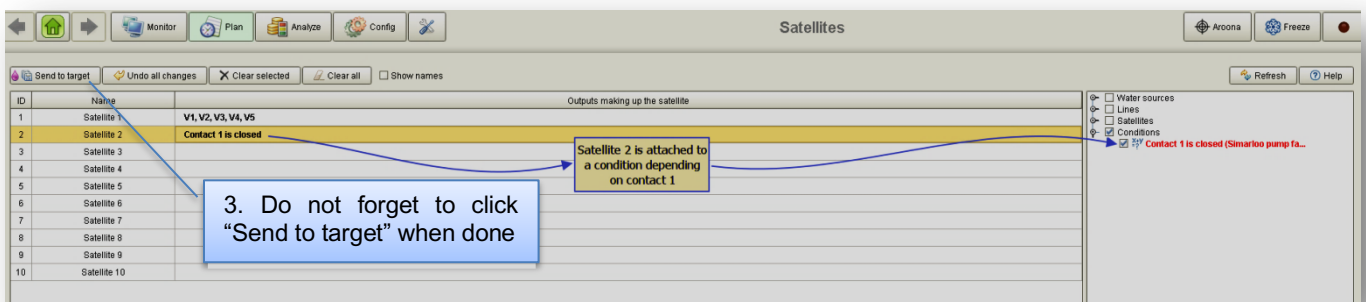 Monitor
Plan
Analyze
Config
Satellites
Aroona
Freeze
Send to target
Undo all changes
Clear selected
Clear all
Show names
Refresh
Help
ID Name Outputs making up the satellite
1 Satellite 1 V1, V2, V3, V4, V5
2 Satellite 2 Contact 1 is closed
3 Satellite 3
4 Satellite 4
5 Satellite 5
6 Satellite 6
7 Satellite 7
8 Satellite 8
9 Satellite 9
10 Satellite 10
Satellite 2 is attached to
a condition depending
on contact 1
3. Do not forget to click
“Send to target” when done
Water sources
Lines
Satellites
Conditions
Contact 1 is closed (Simarloo pump fa...